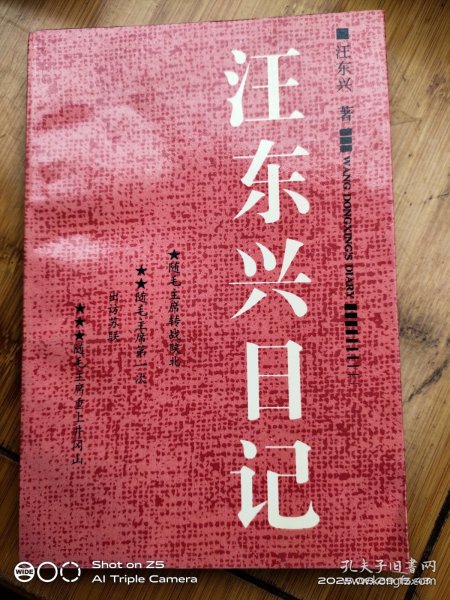 汪东兴 著
WANG DONGXING'S DIARY
汪东兴日记
★随毛主席转战陕北
★★随毛主席第一次
出访苏联
★★★随毛主席重上井冈山
WIDE
Shot on Z5
AI Triple Camera
孔夫子旧书网